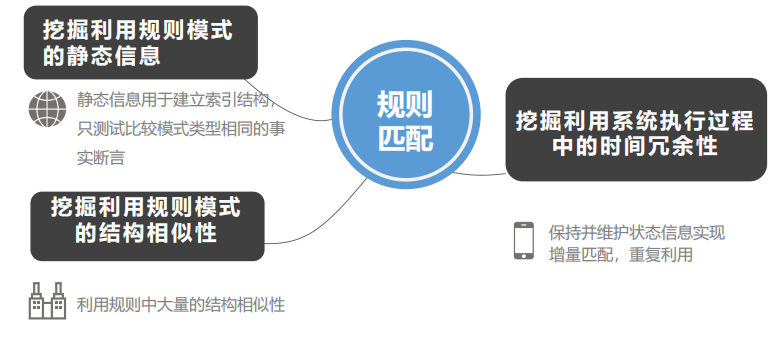 挖掘利用规则模式
的静态信息
静态信息用于建立索引结构，
只测试比较模式类型相同的事
实断言
挖掘利用规则模式
的结构相似性
利用规则中大量的结构相似性
规则
匹配
挖掘利用系统执行过程
中的时间冗余性
保持并维护状态信息实现
增量匹配，重复利用